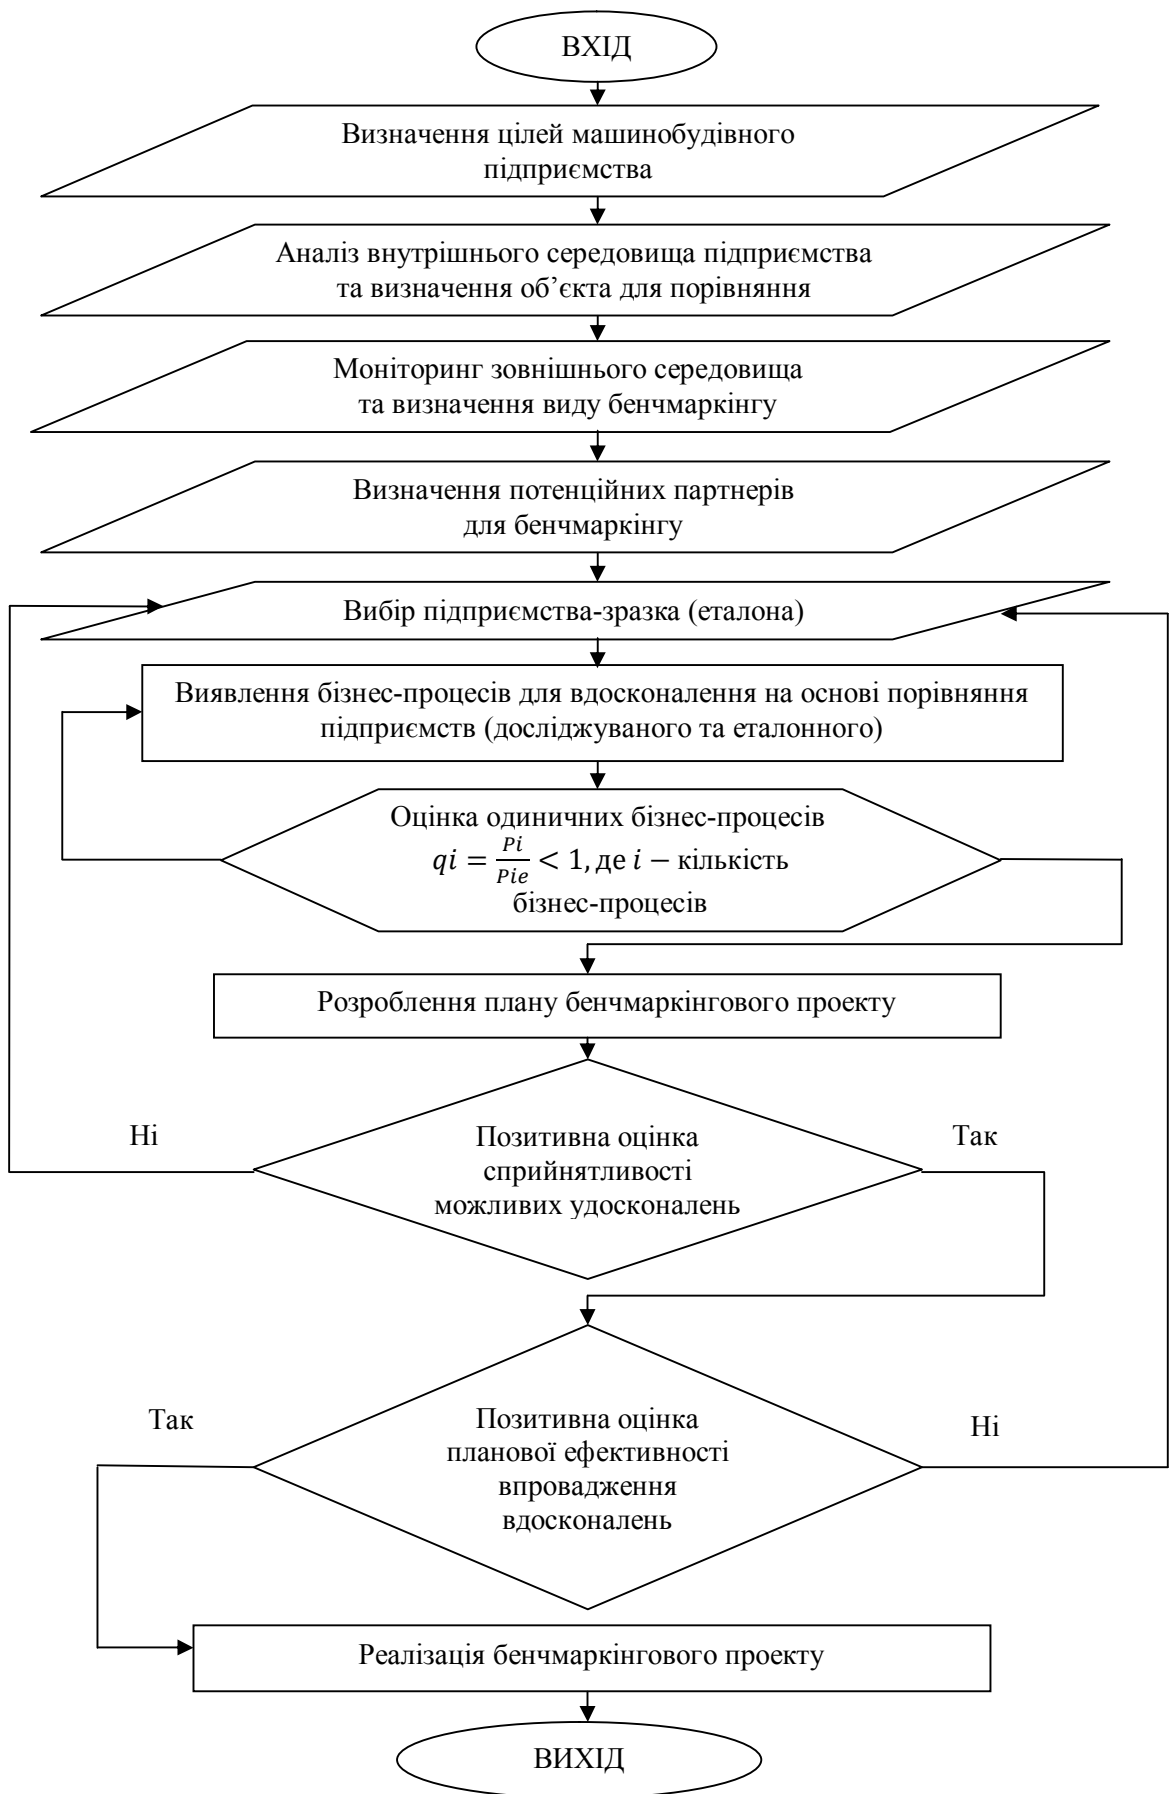 ВХІД
Визначення цілей машинобудівного
підприємства
Аналіз внутрішнього середовища підприємства
та визначення об’єкта для порівняння
Моніторинг зовнішнього середовища
та визначення виду бенчмаркінгу
Визначення потенційних партнерів
для бенчмаркінгу
Вибір підприємства-зразка (еталона)
Виявлення бізнес-процесів для вдосконалення на основі порівняння
підприємств (досліджуваного та еталонного)
Оцінка одиничних бізнес-процесів
qi = Pi/Pie < 1, де i − кількість
бізнес-процесів
Розроблення плану бенчмаркінгового проекту
Ні
Так
Позитивна оцінка
сприйнятливості
можливих удосконалень
Так
Ні
Позитивна оцінка
планової ефективності
впровадження
вдосконалень
Реалізація бенчмаркінгового проекту
ВИХІД